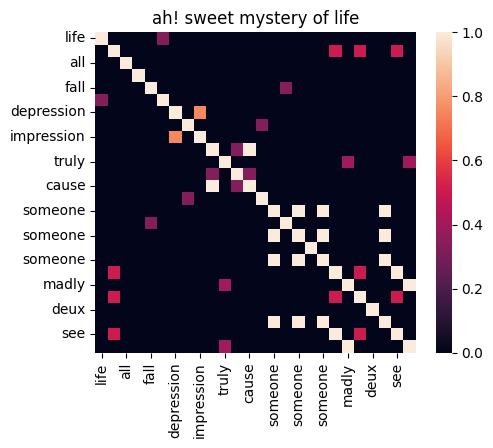 ah! sweet mystery of life
life
all
fall
depression
impression
truly
cause
someone
someone
someone
madly
deux
see
1.0
0.8
0.6
0.4
0.2
0.0
life
all
fall
depression
impression
truly
cause
someone
someone
someone
madly
deux
see